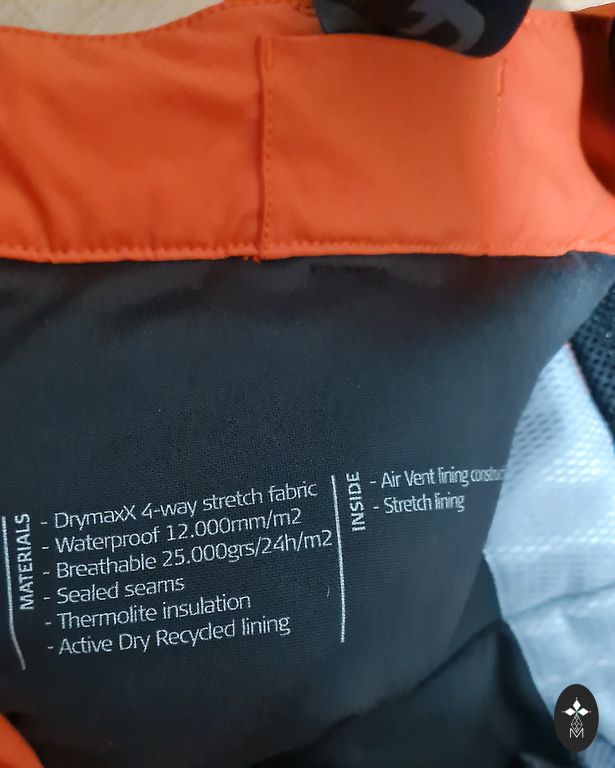 MATERIALS
- DrymaxX 4-way stretch fabric
- Waterproof 12.000mm/m2
- Breathable 25.000grs/24h/m2
- Sealed seams
- Thermolite insulation
- Active Dry Recycled lining
INSIDE
- Air Vent lining
- Stretch lining
M